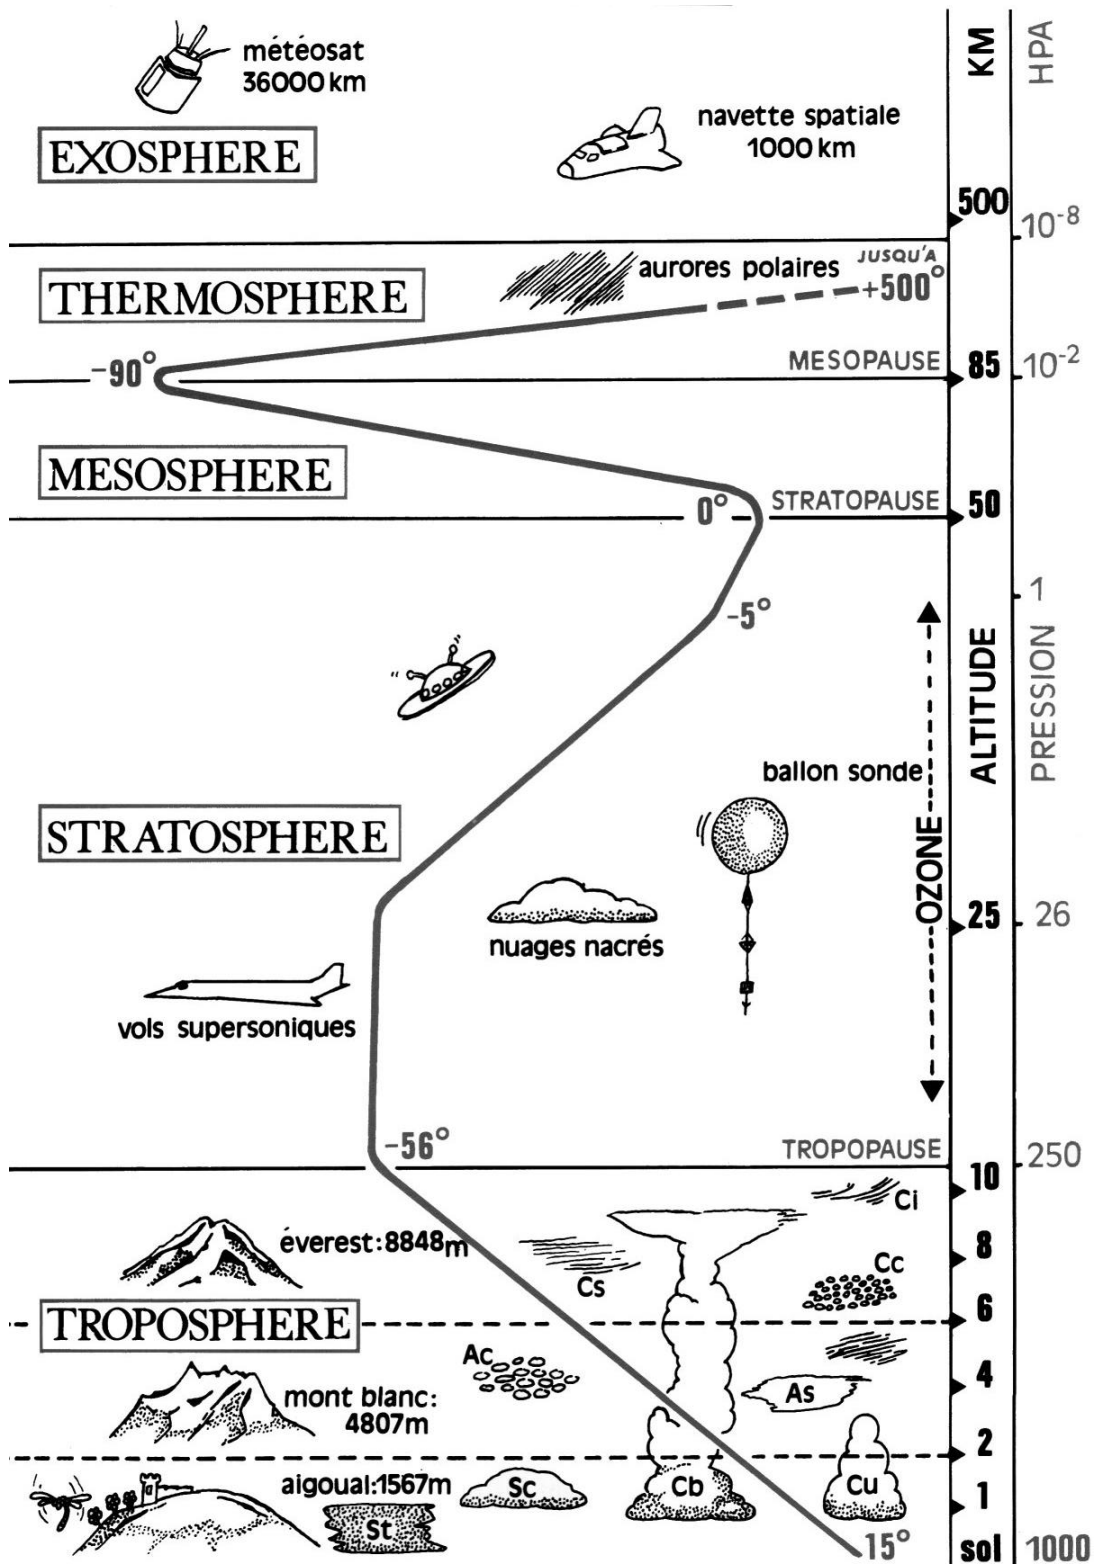 météosat
36000 km
KM
HPA
navette spatiale
1000 km
EXOSPHERE
500
10-8
JUSQU'A
aurores polaires
+500°
THERMOSPHERE
-90°
MESOPAUSE
85
10-2
MESOSPHERE
0°
STRATOPAUSE
50
1
-5°
ALTITUDE
PRESSION
ballon sonde
STRATOSPHERE
OZONE
25
26
nuages nacrés
vols supersoniques
-56°
TROPOPAUSE
10
250
Ci
éverest: 8848m
8
Cs
Cc
6
TROPOSPHERE
Ac
4
As
mont blanc:
4807m
2
aigoual: 1567m
Sc
Cb
Cu
1
St
15°
sol
1000